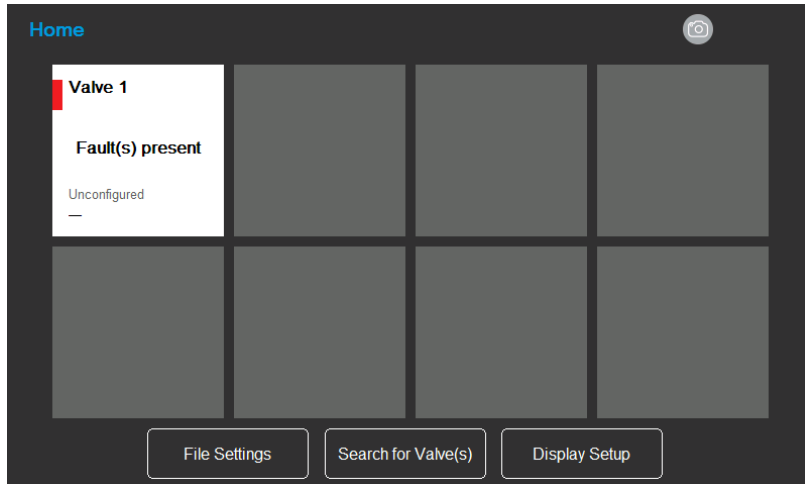 Home
Valve 1
Fault(s) present
Unconfigured
—
File Settings
Search for Valve(s)
Display Setup